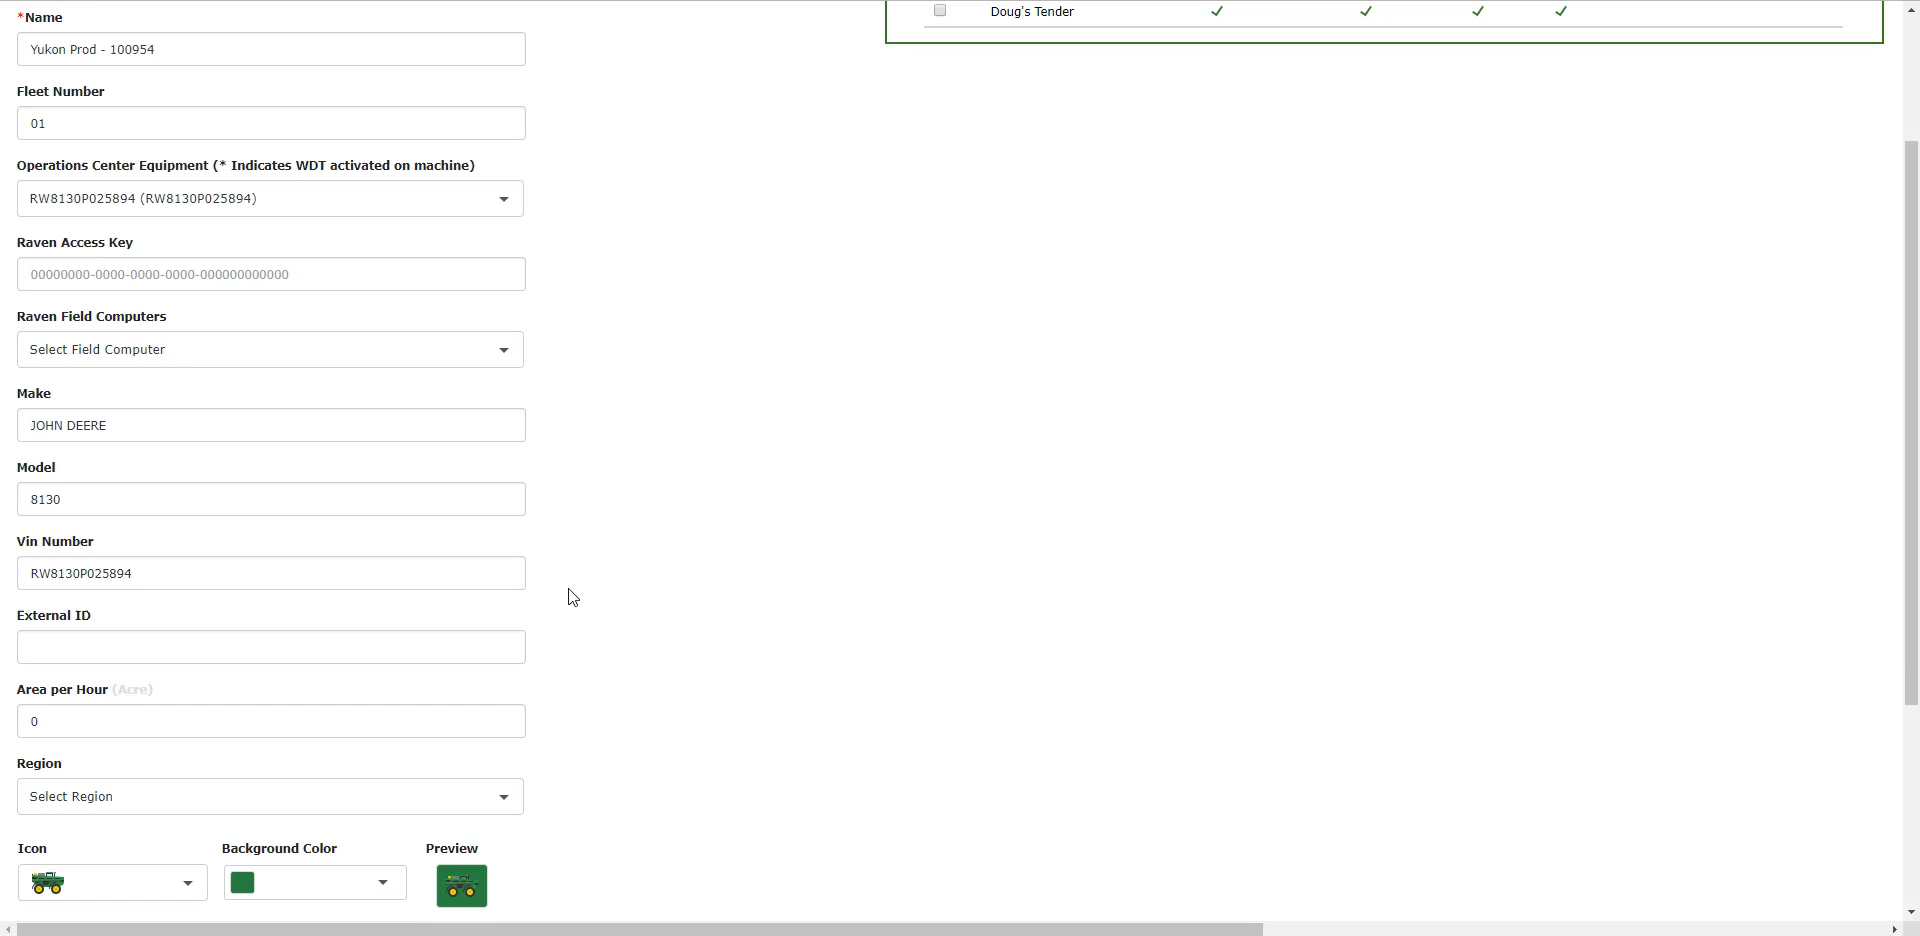 *Name
Doug's Tender
Yukon Prod - 100954
Fleet Number
01
Operations Center Equipment (* Indicates WDT activated on machine)
RW8130P025894 (RW8130P025894)
Raven Access Key
00000000-0000-0000-0000-000000000000
Raven Field Computers
Select Field Computer
Make
JOHN DEERE
Model
8130
Vin Number
RW8130P025894
External ID
Area per Hour (Acre)
0
Region
Select Region
Icon Background Color Preview